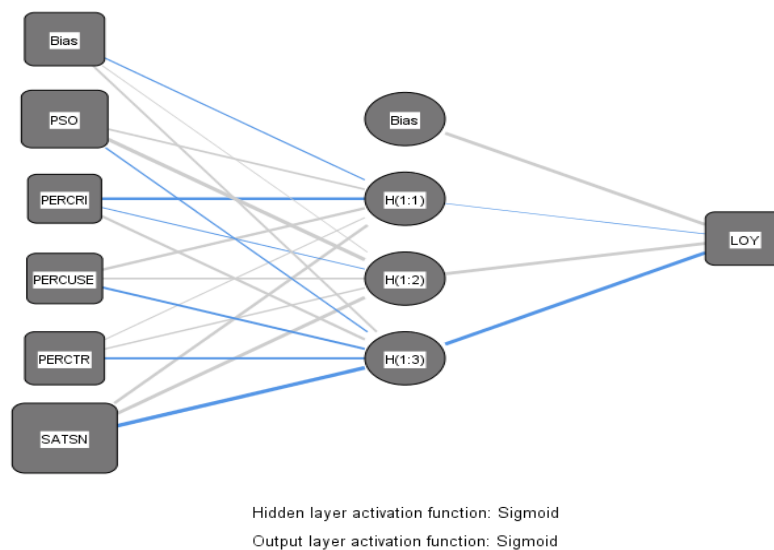 Bias
PSO
PERCRI
PERCUSE
PERCTR
SATSN
Bias
H(1:1)
H(1:2)
H(1:3)
LOY
Hidden layer activation function: Sigmoid
Output layer activation function: Sigmoid